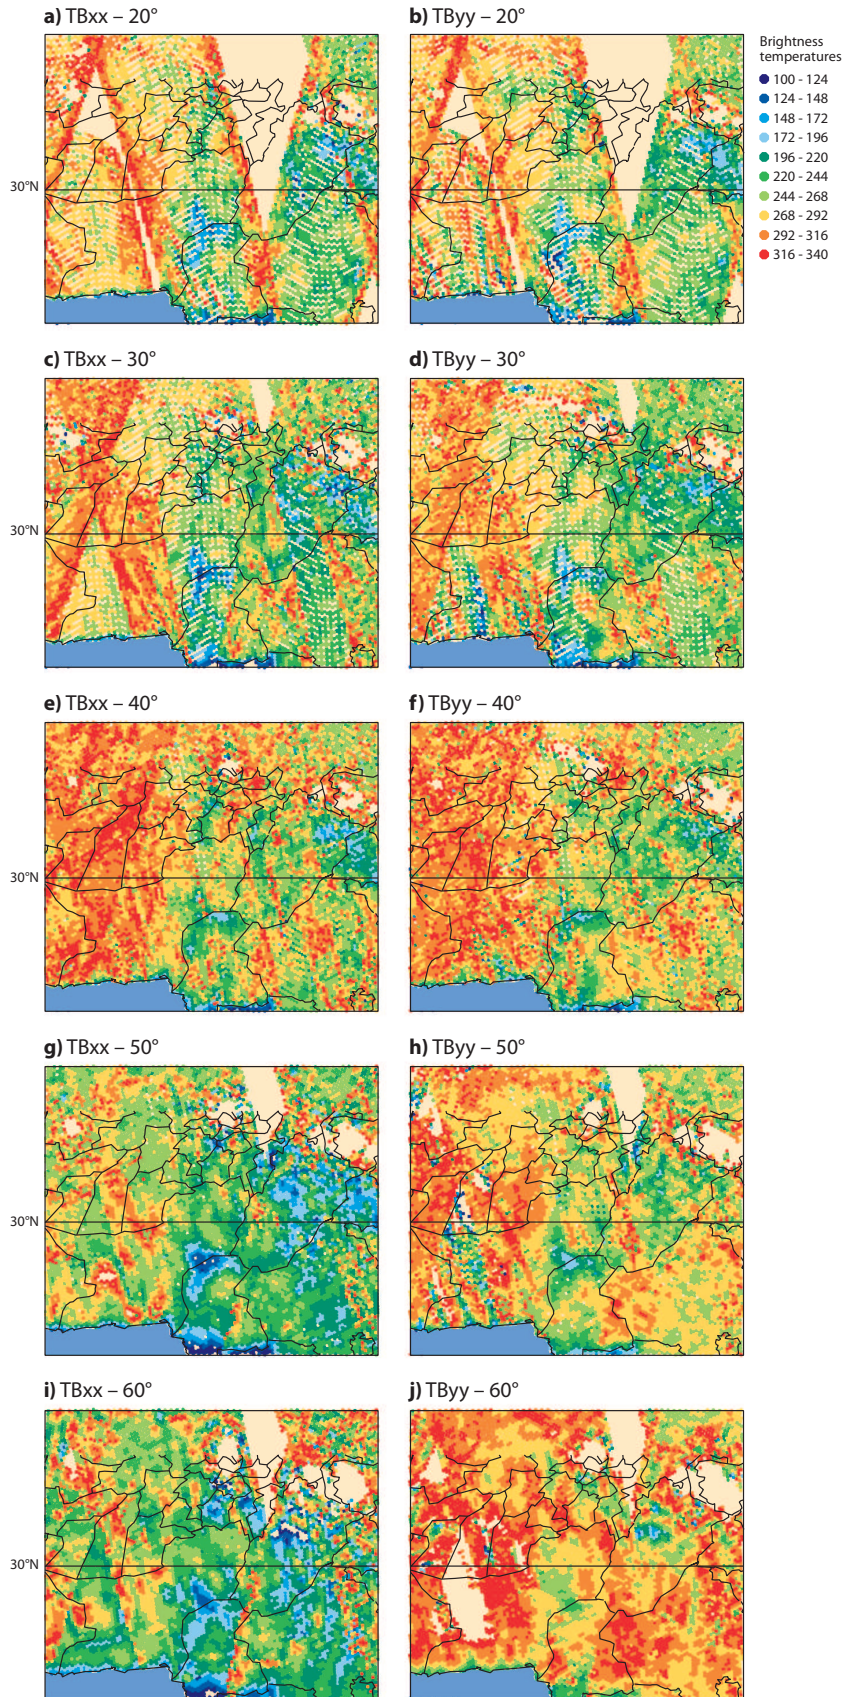 a) TBxx – 20°
b) TByy – 20°
Brightness
temperatures
100 - 124
124 - 148
148 - 172
172 - 196
196 - 220
220 - 244
244 - 268
268 - 292
292 - 316
316 - 340
30°N
c) TBxx – 30°
d) TByy – 30°
30°N
e) TBxx – 40°
f) TByy – 40°
30°N
g) TBxx – 50°
h) TByy – 50°
30°N
i) TBxx – 60°
j) TByy – 60°
30°N